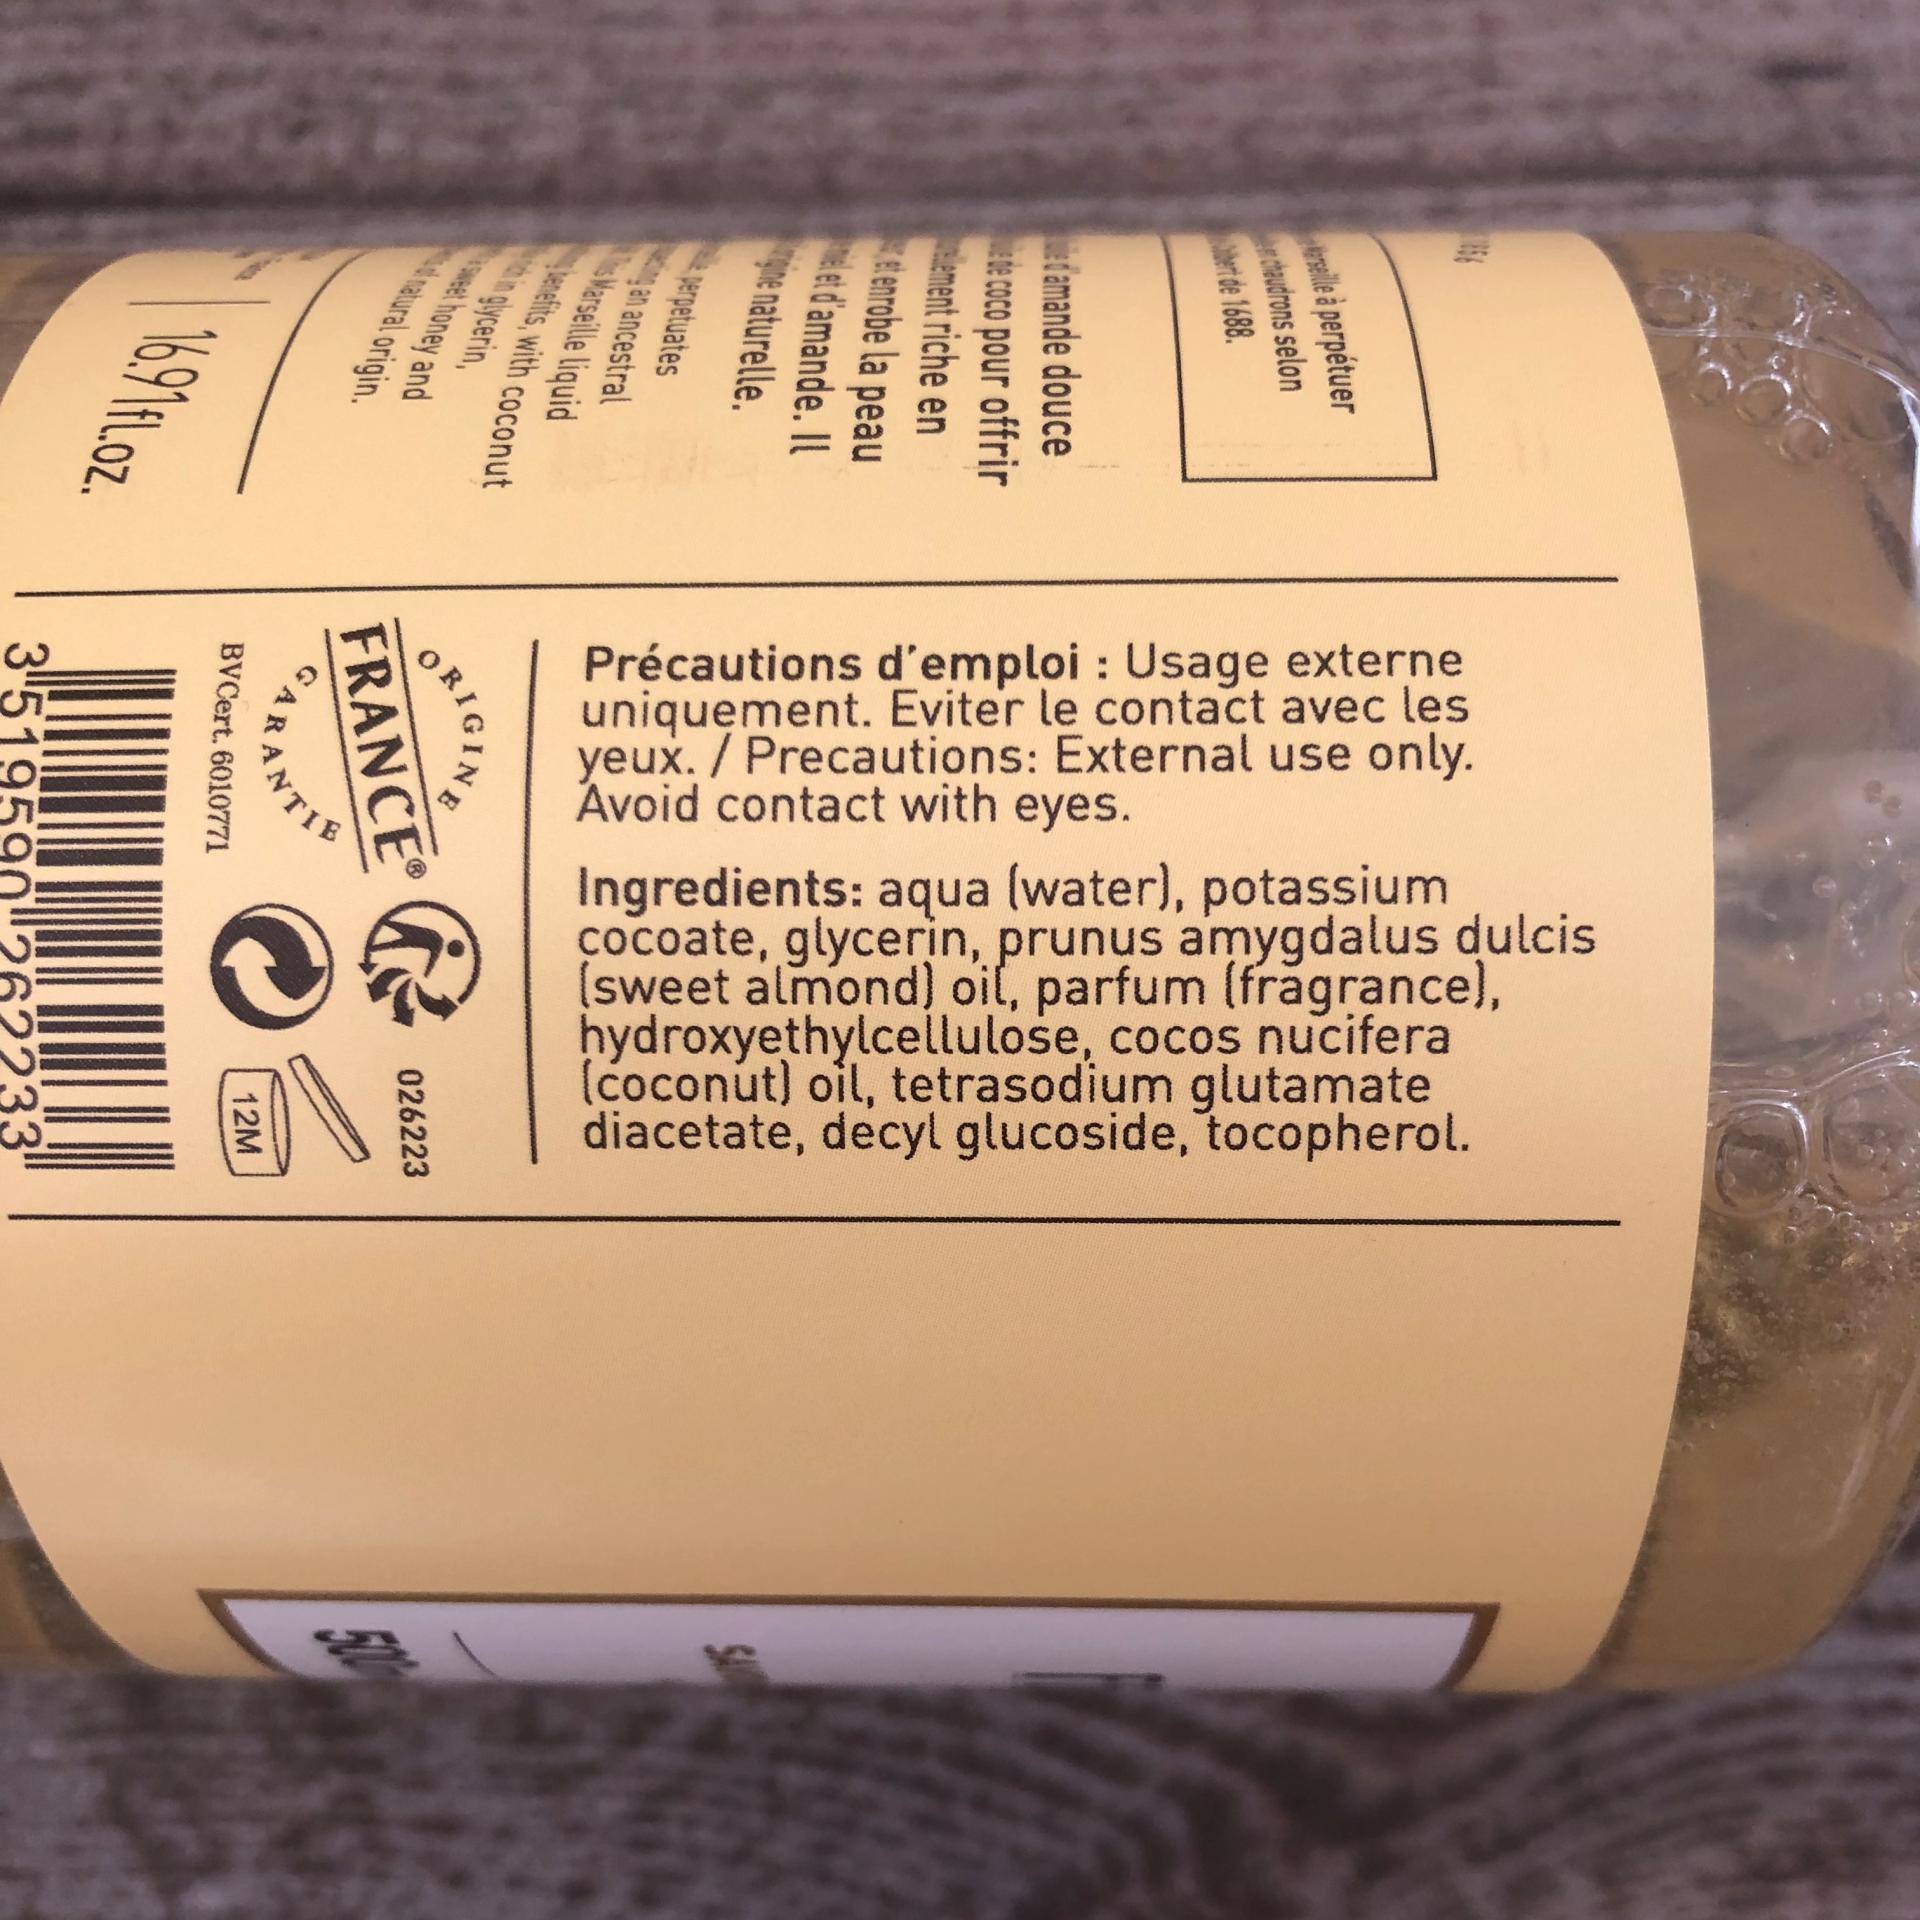 Précautions d'emploi : Usage externe
uniquement. Eviter le contact avec les
yeux. / Precautions: External use only.
Avoid contact with eyes.
Ingredients: aqua (water), potassium
cocoate, glycerin, prunus amygdalus dulcis
(sweet almond) oil, parfum (fragrance),
hydroxyethylcellulose, cocos nucifera
(coconut) oil, tetrasodium glutamate
diacetate, decyl glucoside, tocopherol.
ORIGINE
FRANCE®
GARANTIE
BVCert. 6010771
026223
12M
3 519590 262233
Marseille à perpétuer
chaudrons selon
de 1688.
d'amande douce
de coco pour offrir
riche en
et enrobe la peau
et d'amande. Il
naturelle.
perpetuates
an ancestral
Marseille liquid
benefits, with coconut
in glycerin,
sweet honey and
of natural origin.
16.91fl.oz.